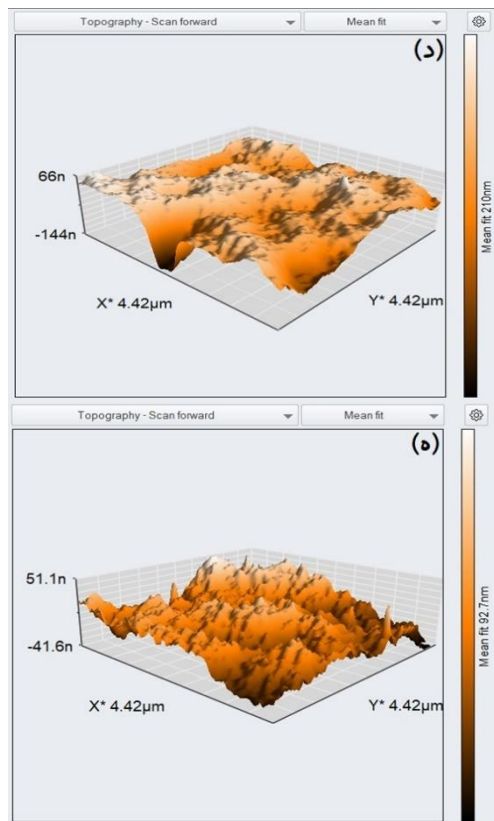 Topography - Scan forward
Mean fit
(د)
66n
-144n
X* 4.42µm
Y* 4.42µm
Mean fit 210nm
Topography - Scan forward
Mean fit
(ه)
51.1n
-41.6n
X* 4.42µm
Y* 4.42µm
Mean fit 92.7nm